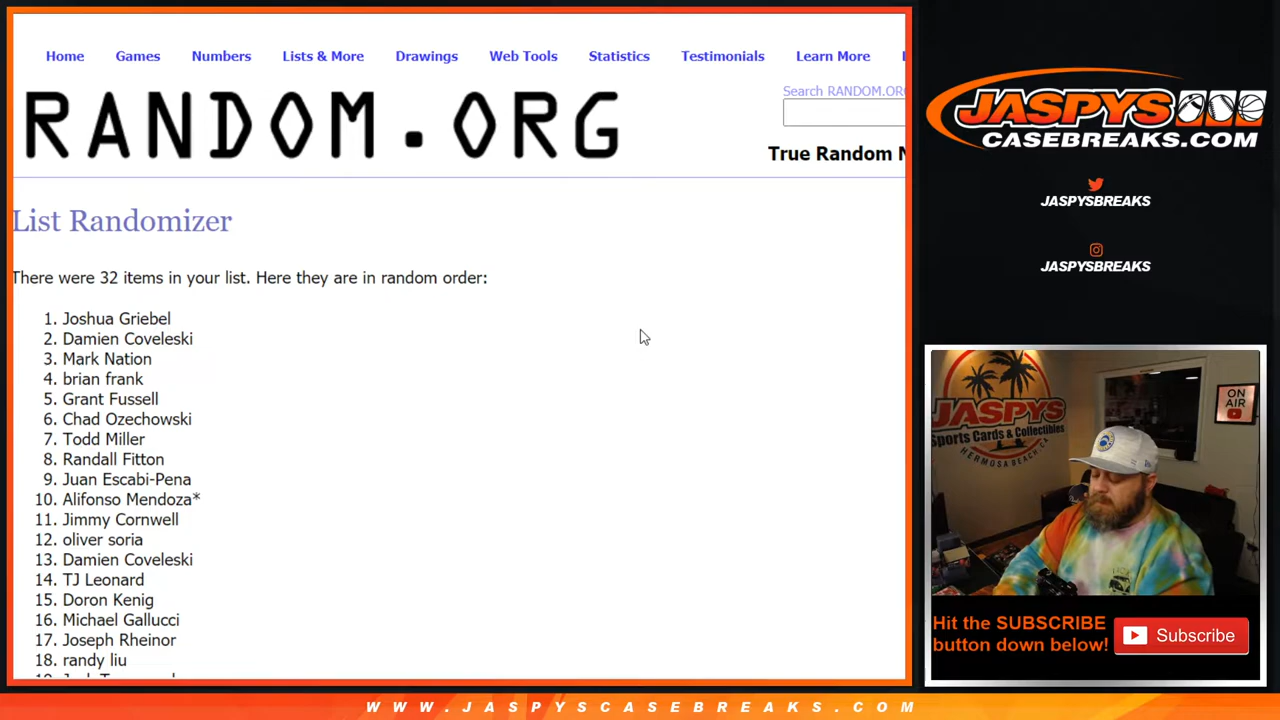 Home Games Numbers Lists & More Drawings Web Tools Statistics Testimonials Learn More
RANDOM.ORG
Search RANDOM.ORG
True Random
List Randomizer
There were 32 items in your list. Here they are in random order:
1. Joshua Griebel
2. Damien Coveleski
3. Mark Nation
4. brian frank
5. Grant Fussell
6. Chad Ozechowski
7. Todd Miller
8. Randall Fitton
9. Juan Escabi-Pena
10. Alifonso Mendoza*
11. Jimmy Cornwell
12. oliver soria
13. Damien Coveleski
14. TJ Leonard
15. Doron Kenig
16. Michael Gallucci
17. Joseph Rheinor
18. randy liu
JASPYS
CASEBREAKS.COM
JASPYSBREAKS
JASPYSBREAKS
JASPYS
Sports Cards & Collectibles
HERMOSA BEACH, CA
ON
AIR
Hit the SUBSCRIBE
button down below!
Subscribe
WWW.JASPYSCASEBREAKS.COM